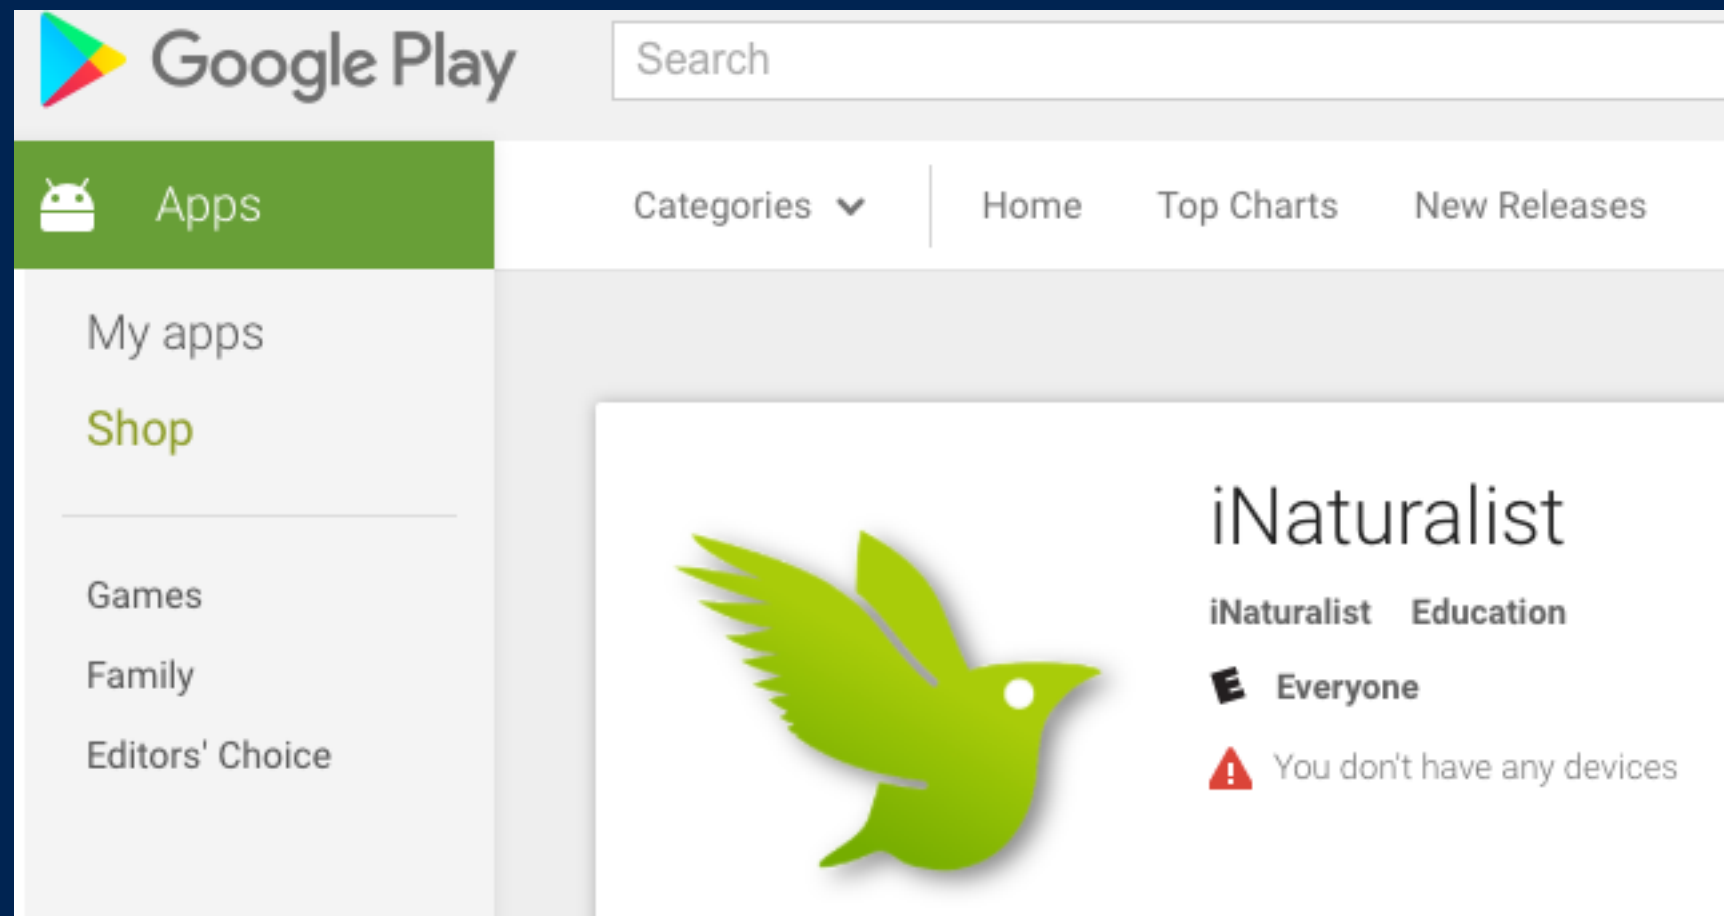 Google Play
Search
Apps
Categories
Home
Top Charts
New Releases
My apps
Shop
Games
Family
Editors' Choice
iNaturalist
iNaturalist Education
E Everyone
You don't have any devices